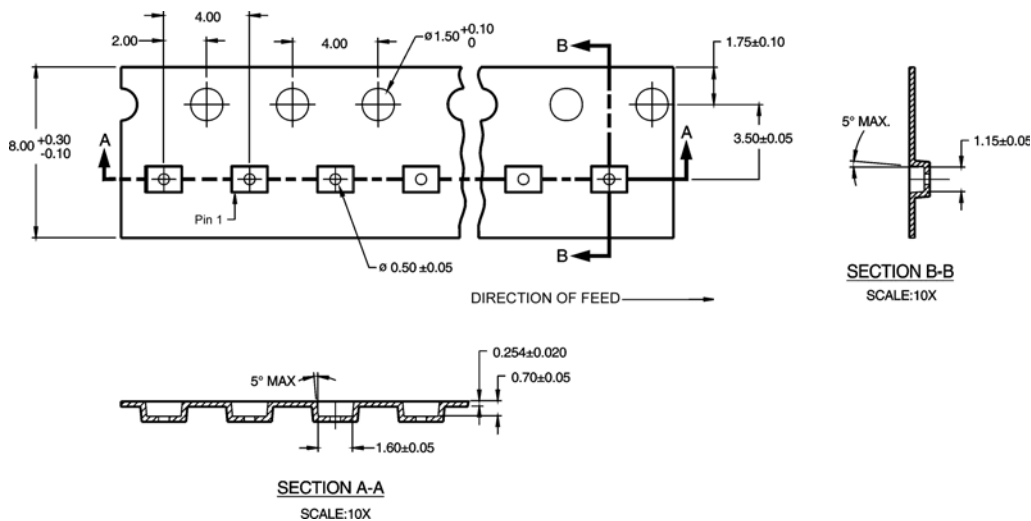 4.00
2.00
4.00
ø1.50 +0.10
0
B
1.75±0.10
8.00 +0.30
-0.10
A
A
3.50±0.05
5° MAX.
1.15±0.05
Pin 1
ø 0.50 ±0.05
B
SECTION B-B
SCALE:10X
DIRECTION OF FEED
0.254±0.020
5° MAX
0.70±0.05
1.60±0.05
SECTION A-A
SCALE:10X